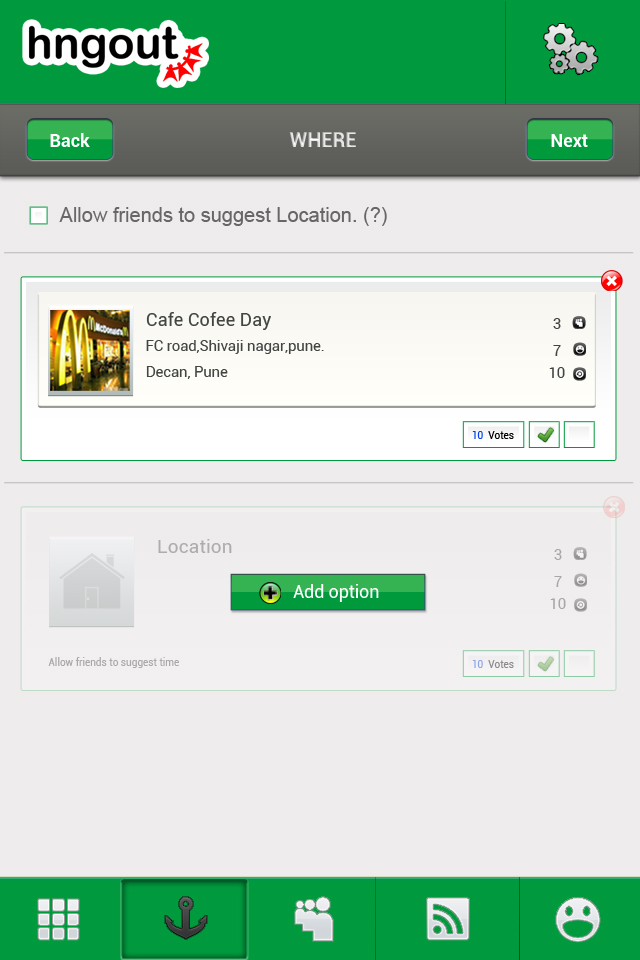 hngout
Back
WHERE
Next
Allow friends to suggest Location. (?)
McDonald's
Cafe Cofee Day
3
FC road,Shivaji nagar,pune.
7
Decan, Pune
10
10 Votes
Location
3
7
Add option
10
Allow friends to suggest time
10 Votes